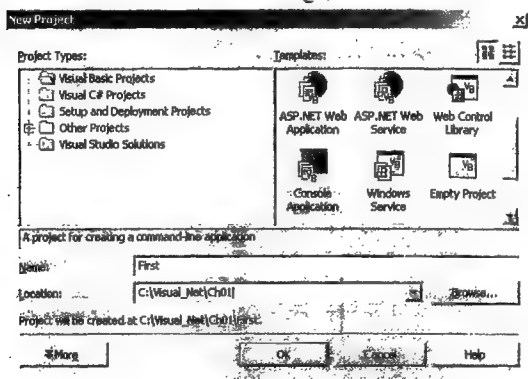 New Project
Project Types:
Templates:
Visual Basic Projects
Visual C# Projects
Setup and Deployment Projects
Other Projects
Visual Studio Solutions
ASP.NET Web Application
ASP.NET Web Service
Web Control Library
Console Application
Windows Service
Empty Project
A project for creating a command-line application
Name:
First
Location:
C:\Visual_Net\Ch01
Browse...
Project will be created at C:\Visual_Net\Ch01\First.
More
OK
Cancel
Help